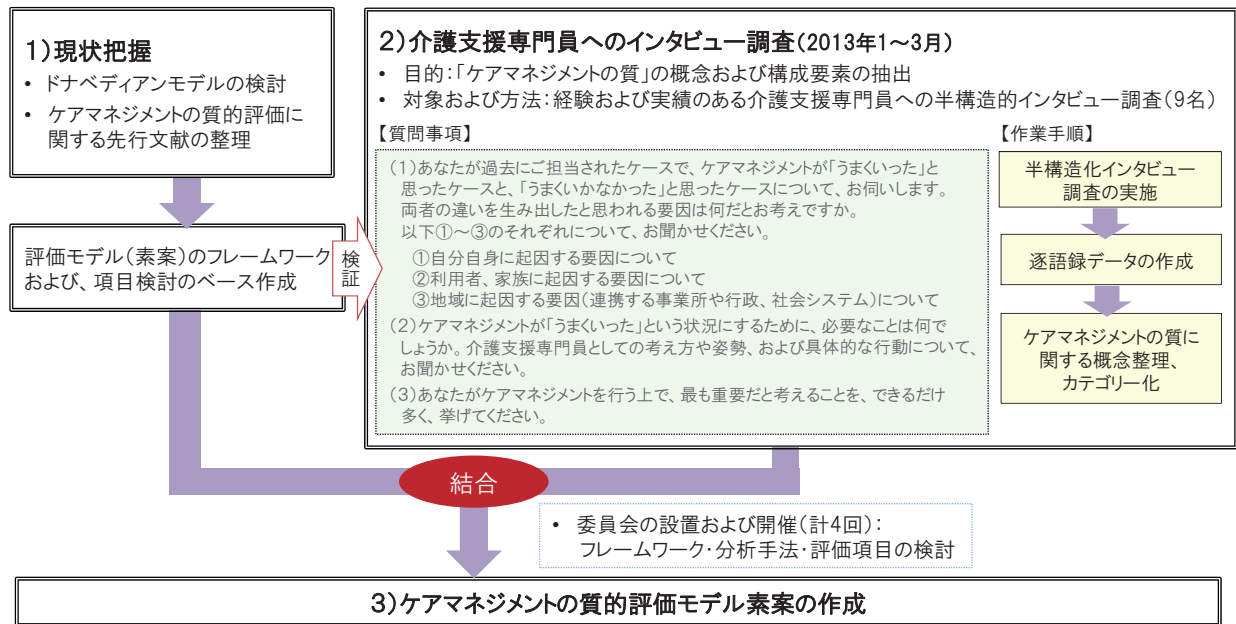 1)現状把握
• ドナベディアンモデルの検討
• ケアマネジメントの質的評価に
関する先行文献の整理
評価モデル(素案)のフレームワーク
および、項目検討のベース作成
検証
2)介護支援専門員へのインタビュー調査(2013年1~3月)
• 目的:「ケアマネジメントの質」の概念および構成要素の抽出
• 対象および方法:経験および実績のある介護支援専門員への半構造的インタビュー調査(9名)
【質問事項】
(1)あなたが過去にご担当されたケースで、ケアマネジメントが「うまくいった」と
思ったケースと、「うまくいかなかった」と思ったケースについて、お伺いします。
両者の違いを生み出したと思われる要因は何だとお考えですか。
以下①~③のそれぞれについて、お聞かせください。
①自分自身に起因する要因について
②利用者、家族に起因する要因について
③地域に起因する要因(連携する事業所や行政、社会システム)について
(2)ケアマネジメントが「うまくいった」という状況にするために、必要なことは何で
しょうか。介護支援専門員としての考え方や姿勢、および具体的な行動について、
お聞かせください。
(3)あなたがケアマネジメントを行う上で、最も重要だと考えることを、できるだけ
多く、挙げてください。
【作業手順】
半構造化インタビュー
調査の実施
逐語録データの作成
ケアマネジメントの質に
関する概念整理、
カテゴリー化
結合
• 委員会の設置および開催(計4回):
フレームワーク・分析手法・評価項目の検討
3)ケアマネジメントの質的評価モデル素案の作成